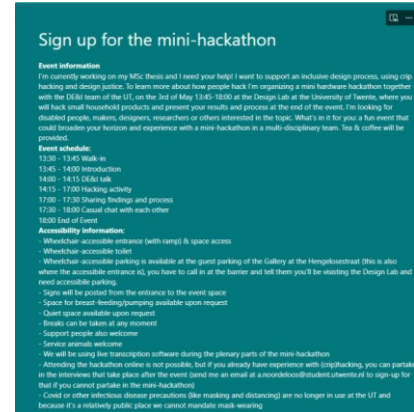 Sign up for the mini-hackathon
Event information
I'm currently working on my MSc thesis and I need your help! I want to support an inclusive design process, using crip
hacking and design justice. To learn more about how people hack I'm organizing a mini hardware hackathon together
with the DE&I team of the UT, on the 3rd of May 13:45-18:00 at the Design Lab at the University of Twente, where you
will hack small household products and present your results and process at the end of the event. I'm looking for
disabled people, makers, designers, researchers or others interested in the topic. What's in it for you: a fun event that
could broaden your horizon and experience with a mini-hackathon in a multi-disciplinary team. Tea & coffee will be
provided.
Event schedule:
13:30 - 13:45 Walk-in
13:45 - 14:00 Introduction
14:00 - 14:15 DE&I talk
14:15 - 17:00 Hacking activity
17:00 - 17:30 Sharing findings and process
17:30 - 18:00 Casual chat with each other
18:00 End of Event
Accessibility information:
- Wheelchair-accessible entrance (with ramp) & space access
- Wheelchair-accessible toilet
- Wheelchair-accessible parking is available at the guest parking of the Gallery at the Hengelosestraat (this is also
where the accessible entrance is), you have to call in at the barrier and tell them you'll be visisting the Design Lab and
need accessibile parking.
- Signs will be posted from the entrance to the event space
- Space for breast-feeding/pumping available upon request
- Quiet space available upon request
- Breaks can be taken at any moment
- Support people also welcome
- Service animals welcome
- We will be using live transcription software during the plenary parts of the mini-hackathon
- Attending the hackathon online is not possible, but if you already have experience with (crip)hacking, you can partake
in the interviews that take place after the event (send me an email at a.noordeloos@student.utwente.nl to sign-up for
that if you cannot partake in the mini-hackathon)
- Covid or other infectious disease precautions (like masking and distancing) are no longer in use at the UT and
because it's a relatively public place we cannot mandate mask-wearing